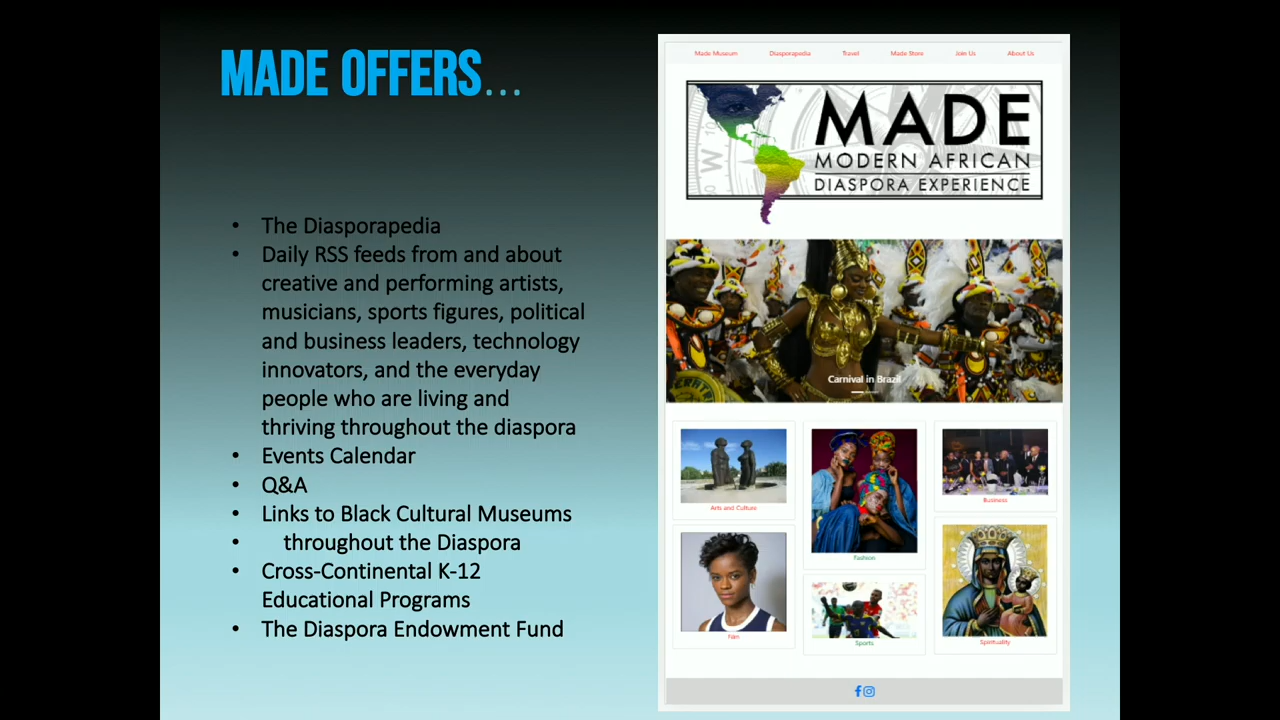 MADE OFFERS...
• The Diasporapedia
• Daily RSS feeds from and about
creative and performing artists,
musicians, sports figures, political
and business leaders, technology
innovators, and the everyday
people who are living and
thriving throughout the diaspora
• Events Calendar
• Q&A
• Links to Black Cultural Museums
• throughout the Diaspora
• Cross-Continental K-12
Educational Programs
• The Diaspora Endowment Fund
Made Museum Diasporapedia Travel Made Store Join Us About Us
W
MADE
MODERN AFRICAN
DIASPORA EXPERIENCE
Carnival in Brazil
Arts and Culture
Fashion
Business
Film
Sports
Spirituality